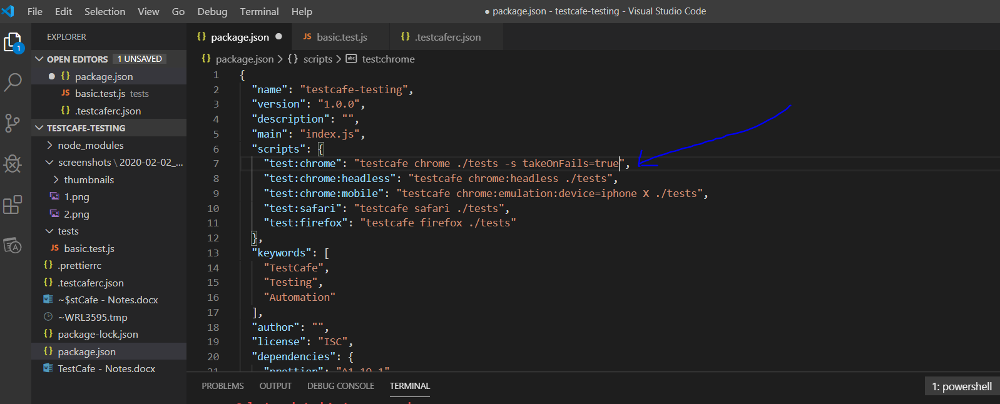 File Edit Selection View Go Debug Terminal Help ● package.json - testcafe-testing - Visual Studio Code
1
EXPLORER
OPEN EDITORS 1 UNSAVED
package.json
JS basic.test.js tests
{} .testcaferc.json
TESTCAFE-TESTING
node_modules
screenshots \ 2020-02-02_...
thumbnails
1.png
2.png
tests
JS basic.test.js
{} .prettierrc
{} .testcaferc.json
~$stCafe - Notes.docx
~WRL3595.tmp
{} package-lock.json
{} package.json
TestCafe - Notes.docx
{} package.json ● JS basic.test.js {} .testcaferc.json
{} package.json > {} scripts > abc test:chrome
1 {
2 "name": "testcafe-testing",
3 "version": "1.0.0",
4 "description": "",
5 "main": "index.js",
6 "scripts": {
7 "test:chrome": "testcafe chrome ./tests -s takeOnFails=true",
8 "test:chrome:headless": "testcafe chrome:headless ./tests",
9 "test:chrome:mobile": "testcafe chrome:emulation:device=iphone X ./tests",
10 "test:safari": "testcafe safari ./tests",
11 "test:firefox": "testcafe firefox ./tests"
12 },
13 "keywords": [
14 "TestCafe",
15 "Testing",
16 "Automation"
17 ],
18 "author": "",
19 "license": "ISC",
20 "dependencies": {
21 "prettier": "^1.19.1"
PROBLEMS OUTPUT DEBUG CONSOLE TERMINAL 1: powershell